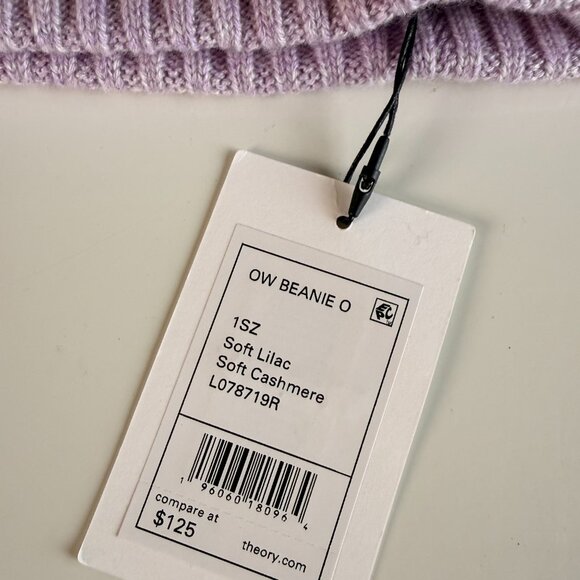 OW BEANIE O
1SZ
Soft Lilac
Soft Cashmere
L078719R
1 96060 18096 4
compare at
$125
theory.com